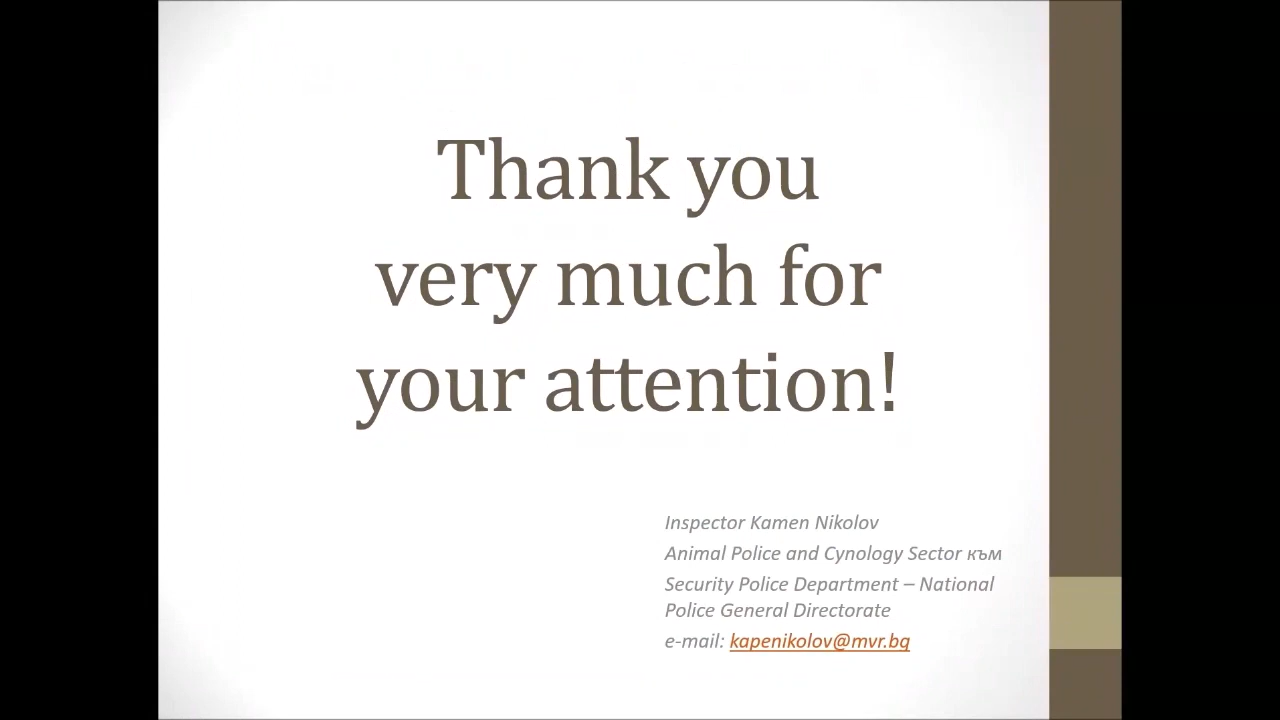 Thank you
very much for
your attention!
Inspector Kamen Nikolov
Animal Police and Cynology Sector към
Security Police Department – National
Police General Directorate
e-mail: kapenikolov@mvr.bg